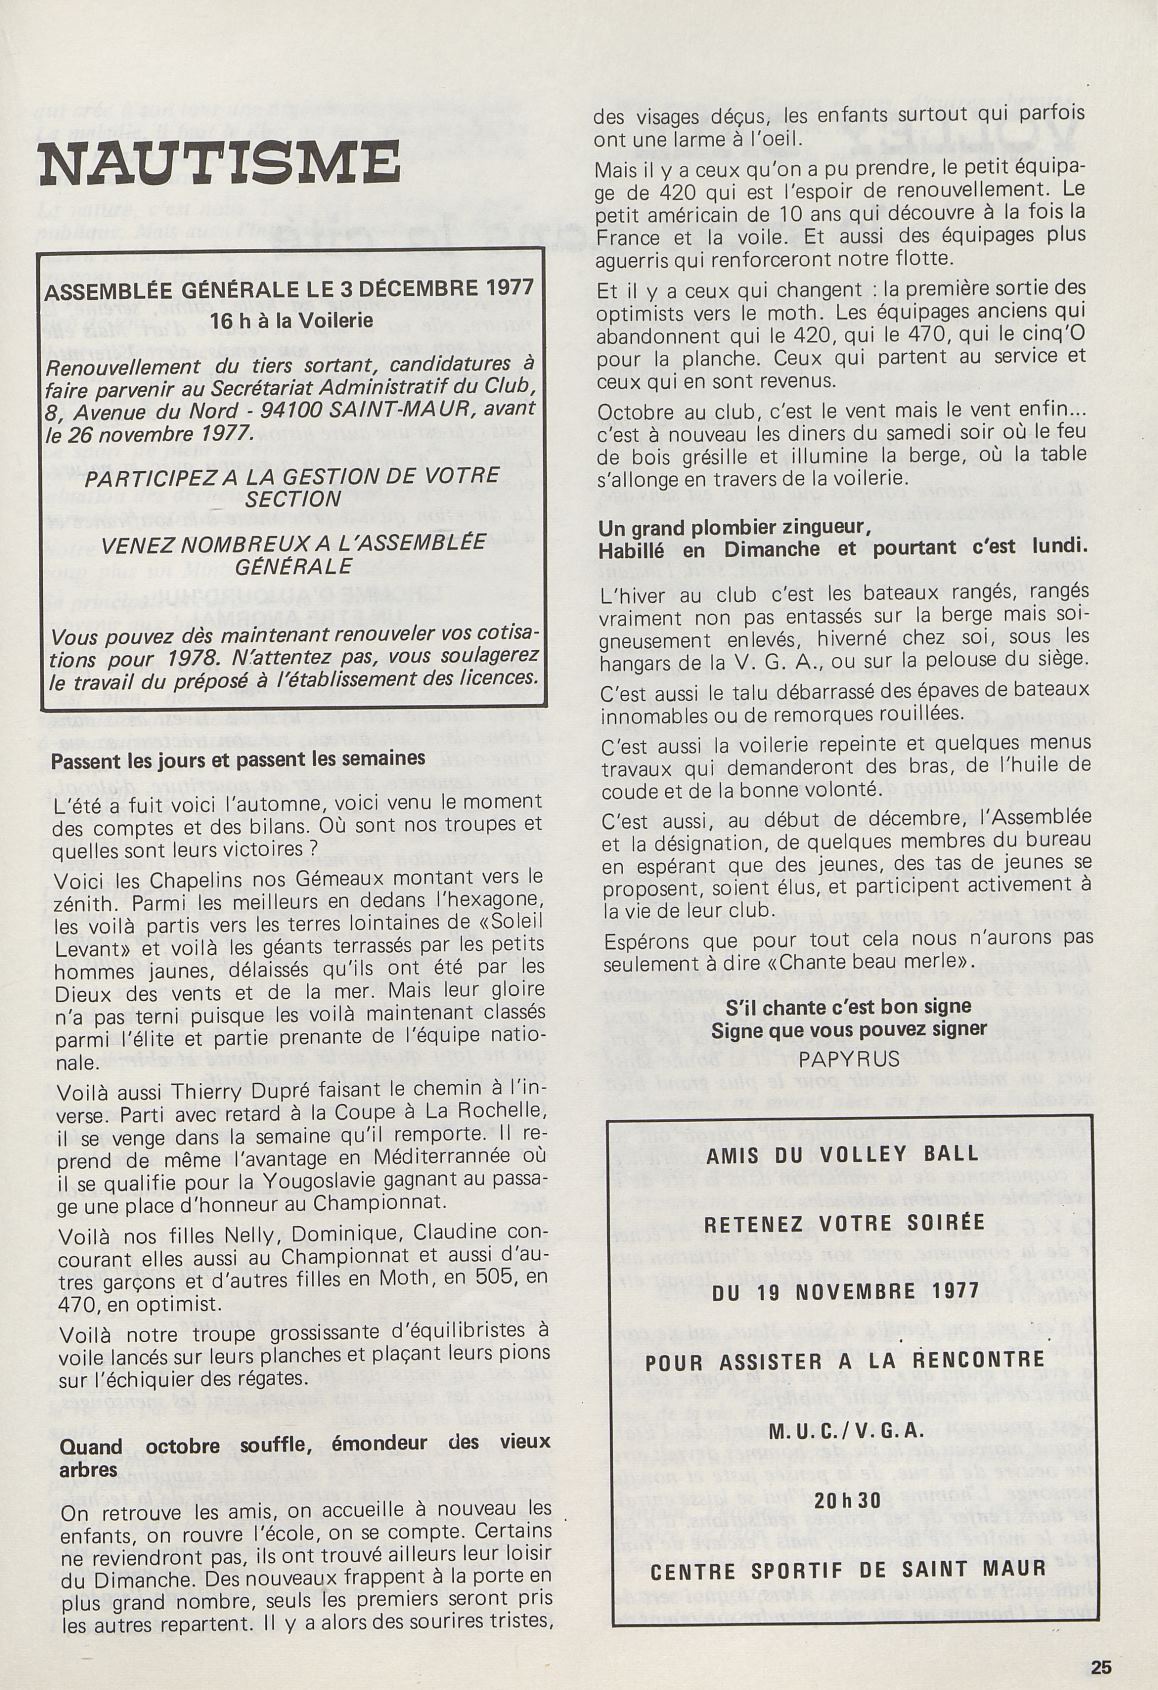 NAUTISME
ASSEMBLÉE GÉNÉRALE LE 3 DÉCEMBRE 1977
16 h à la Voilerie
Renouvellement du tiers sortant, candidatures à
faire parvenir au Secrétariat Administratif du Club,
8, Avenue du Nord - 94100 SAINT-MAUR, avant
le 26 novembre 1977.
PARTICIPEZ A LA GESTION DE VOTRE
SECTION
VENEZ NOMBREUX A L'ASSEMBLÉE
GÉNÉRALE
Vous pouvez dès maintenant renouveler vos cotisa-
tions pour 1978. N'attentez pas, vous soulagerez
le travail du préposé à l'établissement des licences.
Passent les jours et passent les semaines
L'été a fuit voici l'automne, voici venu le moment
des comptes et des bilans. Où sont nos troupes et
quelles sont leurs victoires ?
Voici les Chapelins nos Gémeaux montant vers le
zénith. Parmi les meilleurs en dedans l'hexagone,
les voilà partis vers les terres lointaines de «Soleil
Levant» et voilà les géants terrassés par les petits
hommes jaunes, délaissés qu'ils ont été par les
Dieux des vents et de la mer. Mais leur gloire
n'a pas terni puisque les voilà maintenant classés
parmi l'élite et partie prenante de l'équipe natio-
nale.
Voilà aussi Thierry Dupré faisant le chemin à l'in-
verse. Parti avec retard à la Coupe à La Rochelle,
il se venge dans la semaine qu'il remporte. Il re-
prend de même l'avantage en Méditerrannée où
il se qualifie pour la Yougoslavie gagnant au passa-
ge une place d'honneur au Championnat.
Voilà nos filles Nelly, Dominique, Claudine con-
courant elles aussi au Championnat et aussi d'au-
tres garçons et d'autres filles en Moth, en 505, en
470, en optimist.
Voilà notre troupe grossissante d'équilibristes à
voile lancés sur leurs planches et plaçant leurs pions
sur l'échiquier des régates.
Quand octobre souffle, émondeur des vieux
arbres
On retrouve les amis, on accueille à nouveau les
enfants, on rouvre l'école, on se compte. Certains
ne reviendront pas, ils ont trouvé ailleurs leur loisir
du Dimanche. Des nouveaux frappent à la porte en
plus grand nombre, seuls les premiers seront pris
les autres repartent. Il y a alors des sourires tristes,
des visages déçus, les enfants surtout qui parfois
ont une larme à l'oeil.
Mais il y a ceux qu'on a pu prendre, le petit équipa-
ge de 420 qui est l'espoir de renouvellement. Le
petit américain de 10 ans qui découvre à la fois la
France et la voile. Et aussi des équipages plus
aguerris qui renforceront notre flotte.
Et il y a ceux qui changent : la première sortie des
optimists vers le moth. Les équipages anciens qui
abandonnent qui le 420, qui le 470, qui le cinq'O
pour la planche. Ceux qui partent au service et
ceux qui en sont revenus.
Octobre au club, c'est le vent mais le vent enfin...
c'est à nouveau les diners du samedi soir où le feu
de bois grésille et illumine la berge, où la table
s'allonge en travers de la voilerie.
Un grand plombier zingueur,
Habillé en Dimanche et pourtant c'est lundi.
L'hiver au club c'est les bateaux rangés, rangés
vraiment non pas entassés sur la berge mais soi-
gneusement enlevés, hiverné chez soi, sous les
hangars de la V. G. A., ou sur la pelouse du siège.
C'est aussi le talu débarrassé des épaves de bateaux
innomables ou de remorques rouillées.
C'est aussi la voilerie repeinte et quelques menus
travaux qui demanderont des bras, de l'huile de
coude et de la bonne volonté.
C'est aussi, au début de décembre, l'Assemblée
et la désignation, de quelques membres du bureau
en espérant que des jeunes, des tas de jeunes se
proposent, soient élus, et participent activement à
la vie de leur club.
Espérons que pour tout cela nous n'aurons pas
seulement à dire «Chante beau merle».
S'il chante c'est bon signe
Signe que vous pouvez signer
PAPYRUS
AMIS DU VOLLEY BALL
RETENEZ VOTRE SOIRÉE
DU 19 NOVEMBRE 1977
POUR ASSISTER A LA RENCONTRE
M. U. C. / V. G. A.
20 h 30
CENTRE SPORTIF DE SAINT MAUR
25